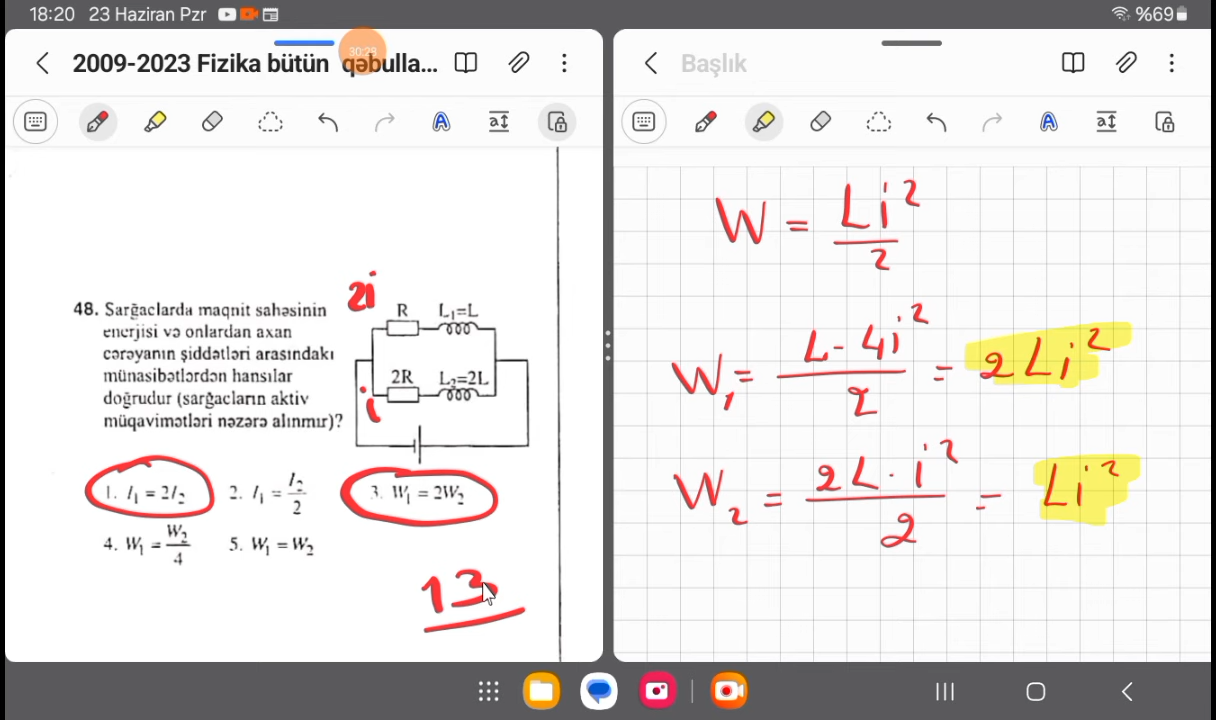 18:20 23 Haziran Pzr %69
30:28
2009-2023 Fizika bütün qəbulla...
Başlık
48. Sarğaclarda maqnit sahəsinin
enerjisi və onlardan axan
cərəyanın şiddətləri arasındakı
münasibətlərdən hansılar
doğrudur (sarğacların aktiv
müqavimətləri nəzərə alınmır)?
2i
R L₁=L
2R L₂=2L
i
1. I₁ = 2I₂ 2. I₁ = I₂/2 3. W₁ = 2W₂
4. W₁ = W₂/4 5. W₁ = W₂
13
W = Li²/2
W₁ = L·4i²/2 = 2Li²
W₂ = 2L·i²/2 = Li²